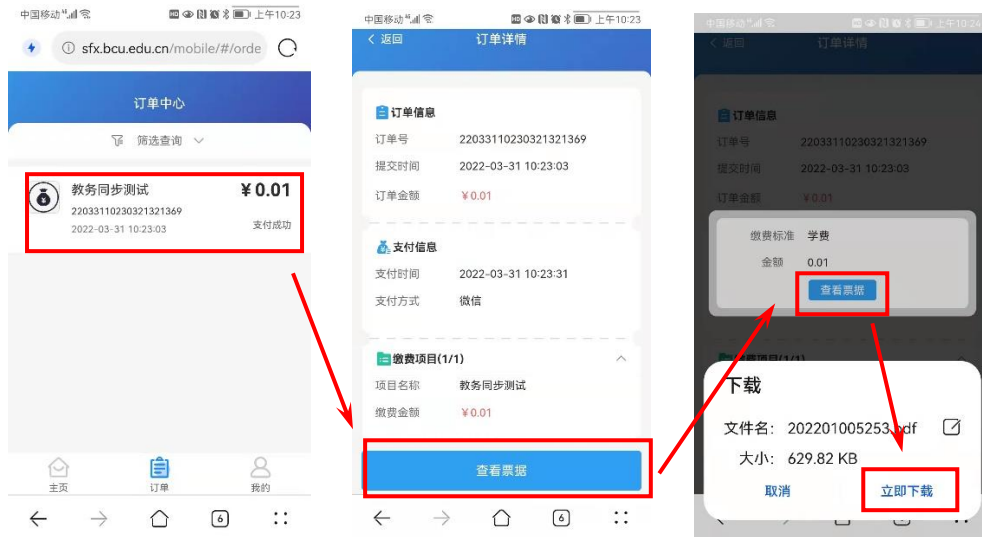 中国移动 上午10:23
sfx.bcu.edu.cn/mobile/#/orde
订单中心
筛选查询
教务同步测试 ¥0.01
22033110230321321369
2022-03-31 10:23:03 支付成功
主页 订单 我的
6
中国移动 上午10:23
返回 订单详情
订单信息
订单号 22033110230321321369
提交时间 2022-03-31 10:23:03
订单金额 ¥0.01
支付信息
支付时间 2022-03-31 10:23:31
支付方式 微信
缴费项目(1/1)
项目名称 教务同步测试
缴费金额 ¥0.01
查看票据
6
中国移动 上午10:24
返回 订单详情
订单信息
订单号 22033110230321321369
提交时间 2022-03-31 10:23:03
订单金额 ¥0.01
缴费标准 学费
金额 0.01
查看票据
缴费项目(1/1)
下载
文件名: 202201005253.pdf
大小: 629.82 KB
取消 立即下载